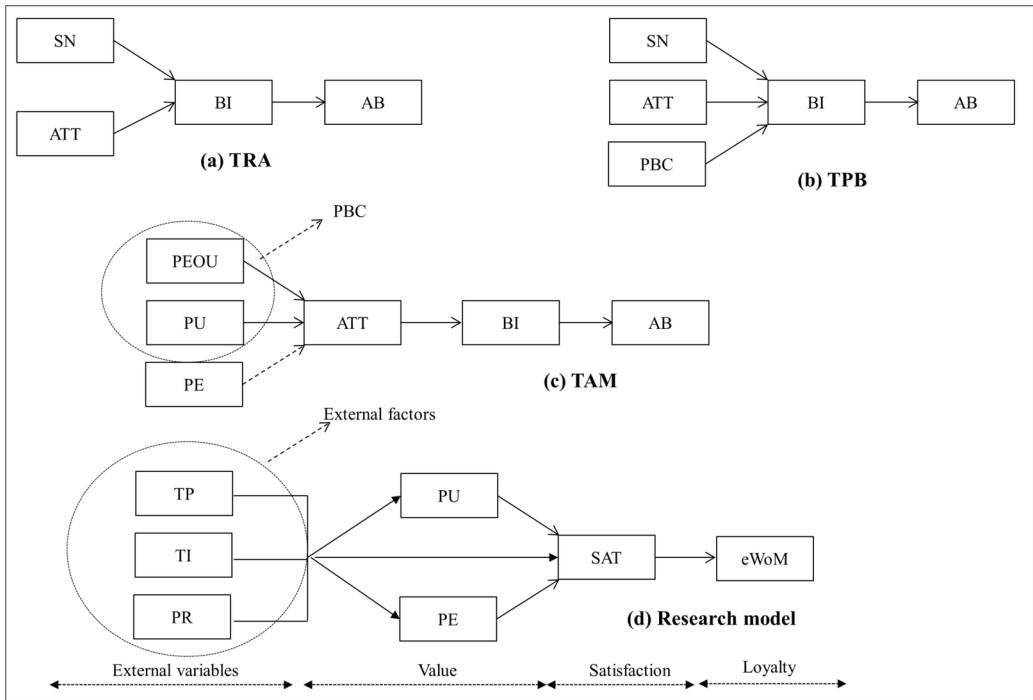 SN
ATT
BI
AB
(a) TRA
SN
ATT
PBC
BI
AB
(b) TPB
PBC
PEOU
PU
PE
ATT
BI
AB
(c) TAM
External factors
TP
TI
PR
PU
PE
SAT
eWoM
(d) Research model
External variables
Value
Satisfaction
Loyalty